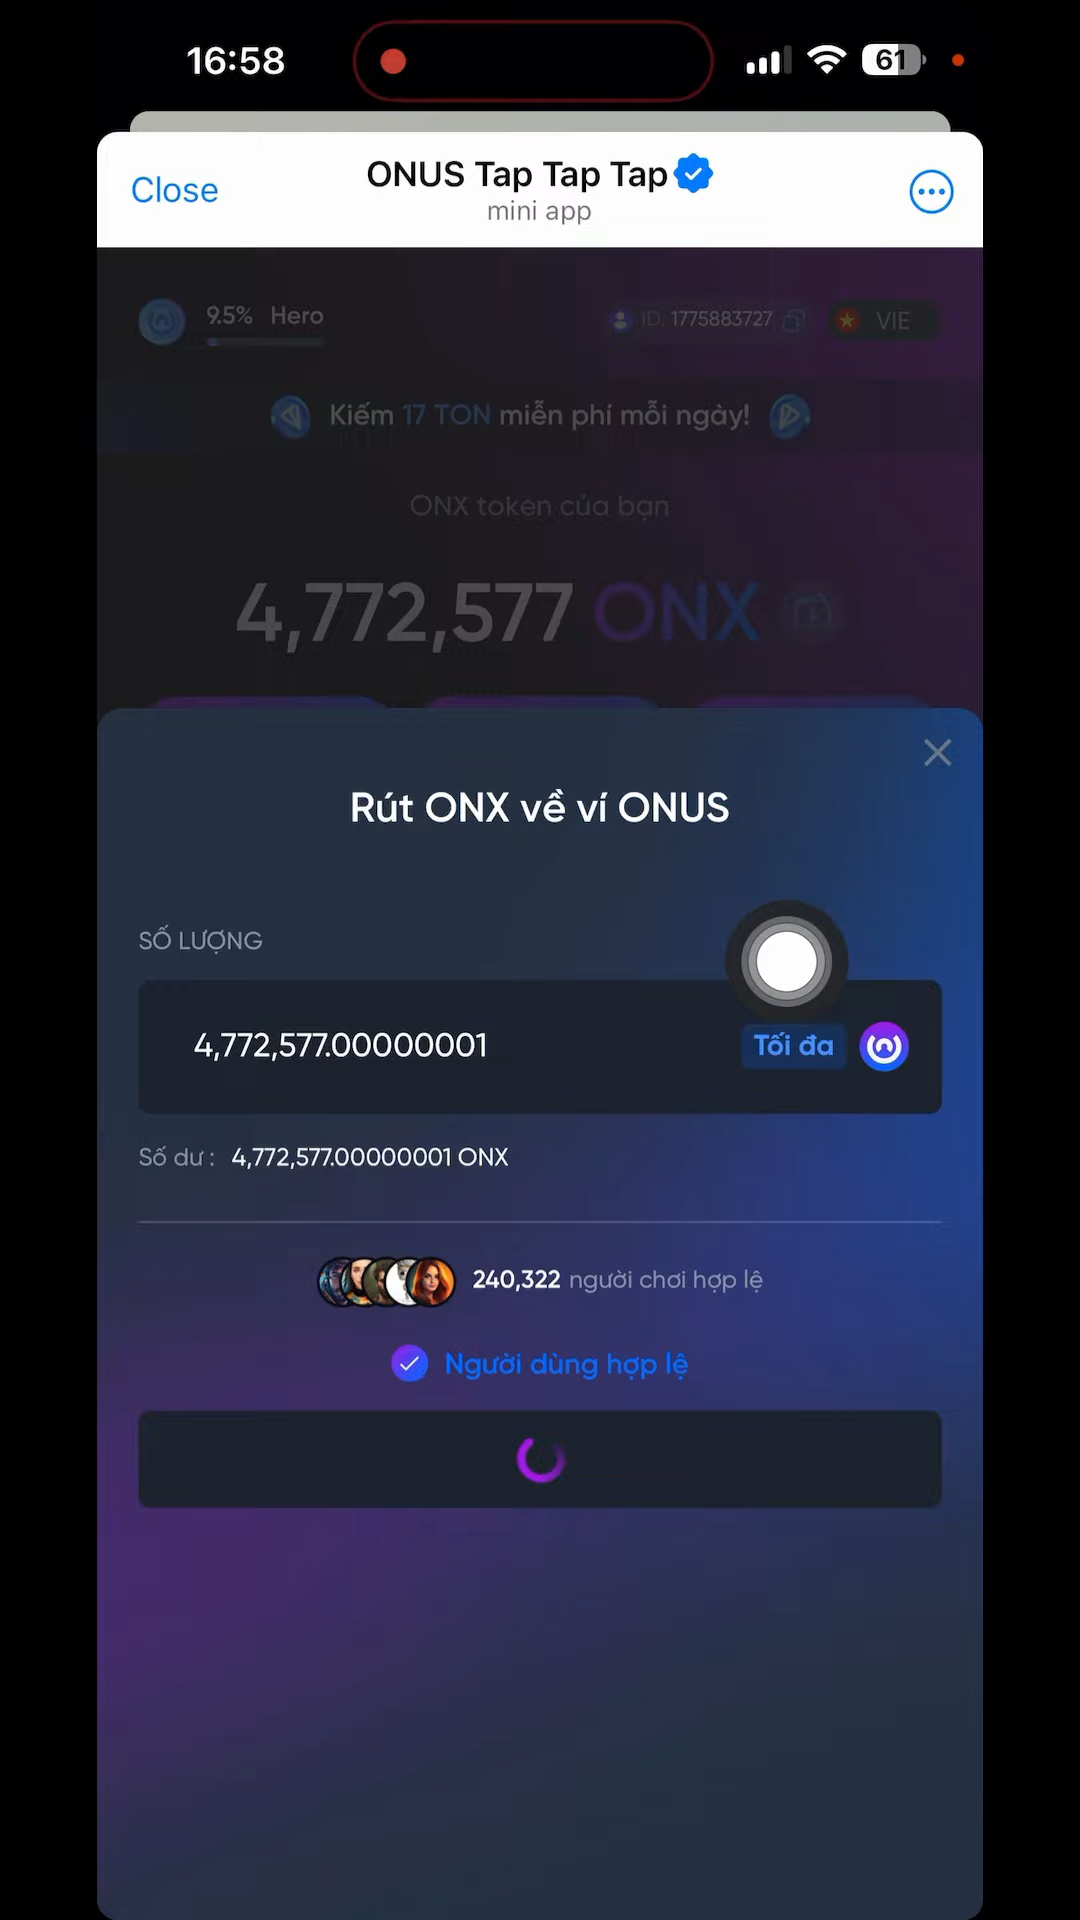 16:58
61
Close
ONUS Tap Tap Tap
mini app
9.5% Hero
ID: 1775883727
VIE
Kiếm 17 TON miễn phí mỗi ngày!
ONX token của bạn
4,772,577 ONX
Rút ONX về ví ONUS
SỐ LƯỢNG
4,772,577.00000001
Tối đa
Số dư : 4,772,577.00000001 ONX
240,322 người chơi hợp lệ
Người dùng hợp lệ